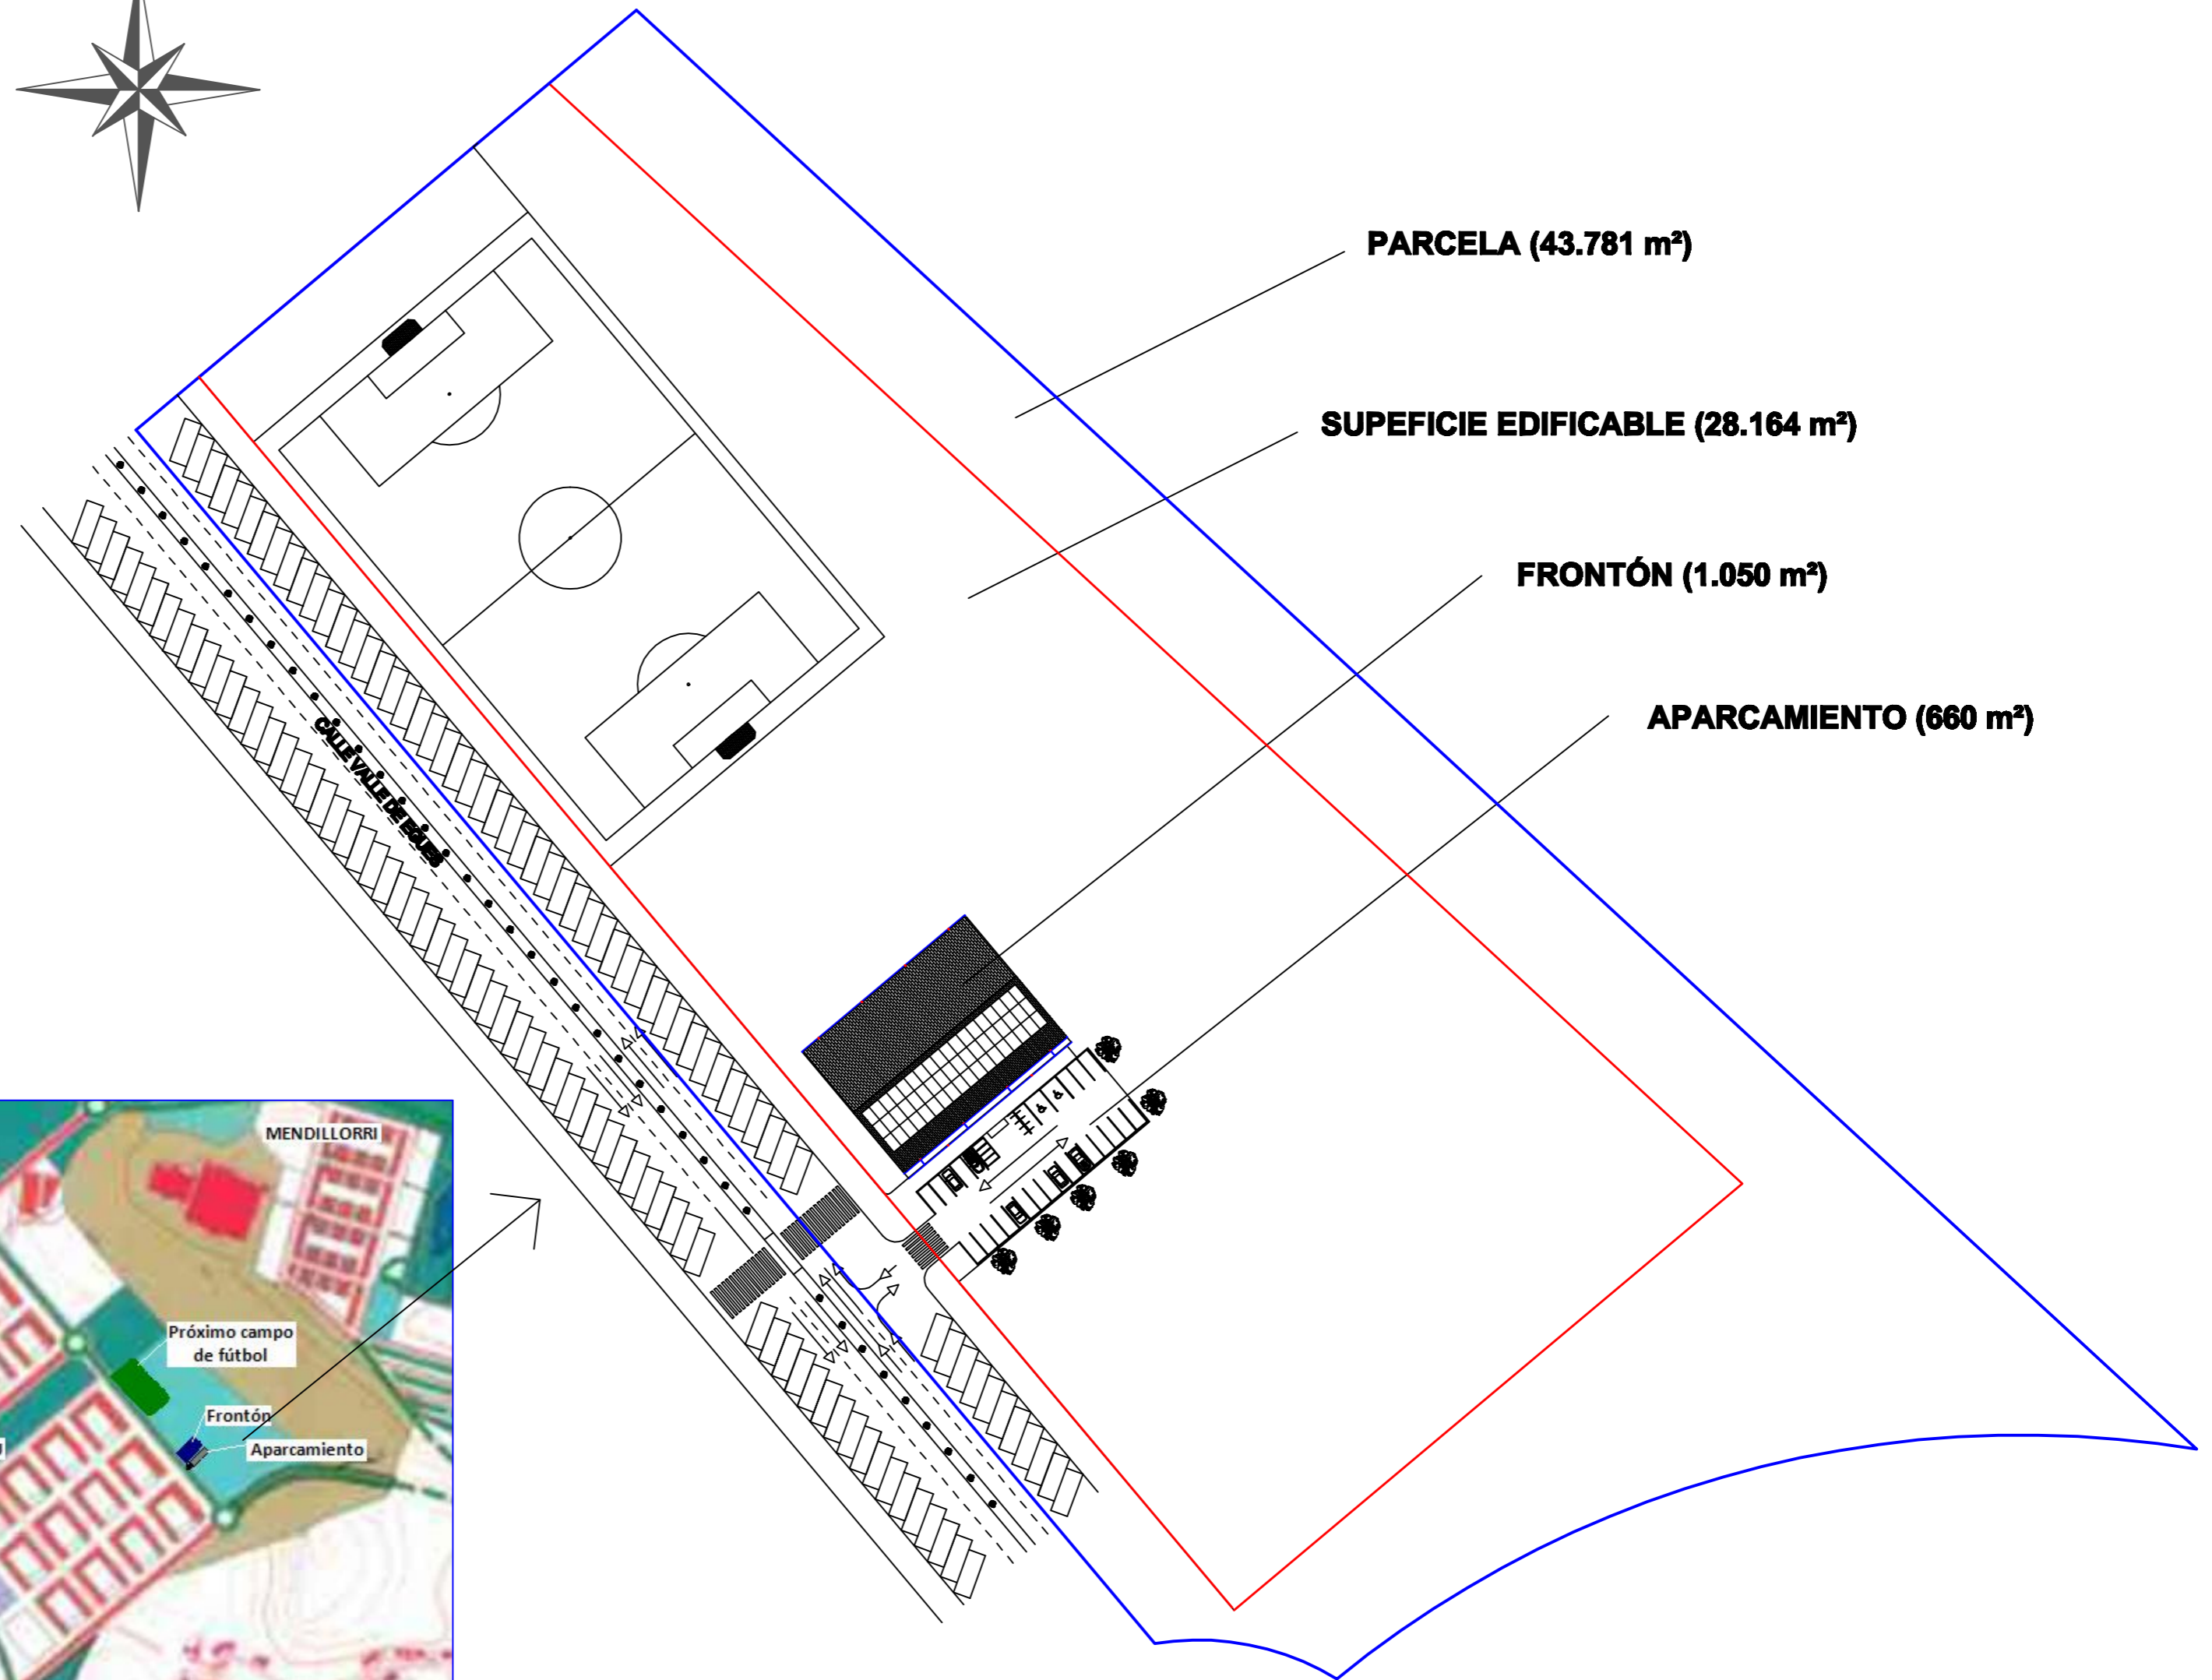 PARCELA (43.781 m²)
SUPEFICIE EDIFICABLE (28.164 m²)
FRONTÓN (1.050 m²)
APARCAMIENTO (660 m²)
CALLE VALLE DE EGÜES
MENDILLORRI
Próximo campo
de fútbol
Frontón
Aparcamiento